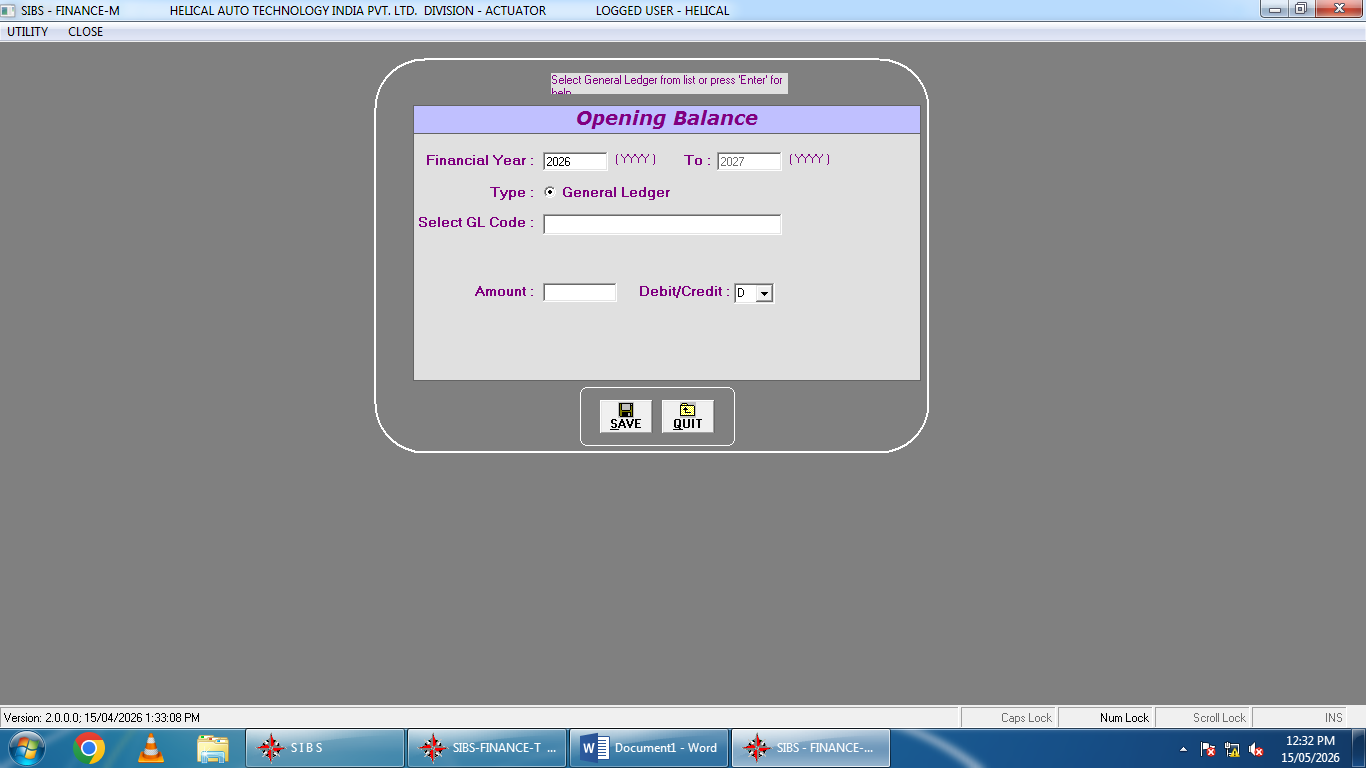 SIBS - FINANCE-M HELICAL AUTO TECHNOLOGY INDIA PVT. LTD. DIVISION - ACTUATOR LOGGED USER - HELICAL
UTILITY CLOSE
Select General Ledger from list or press 'Enter' for
help
Opening Balance
Financial Year : 2026 (YYYY) To : 2027 (YYYY)
Type : General Ledger
Select GL Code :
Amount : Debit/Credit : D
SAVE QUIT
Version: 2.0.0.0; 15/04/2026 1:33:08 PM Caps Lock Num Lock Scroll Lock INS
S I B S SIBS-FINANCE-T ... Document1 - Word SIBS - FINANCE-... 12:32 PM
15/05/2026